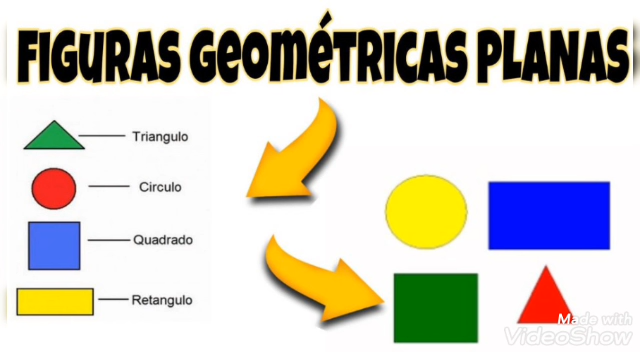 FIGURAS GEOMÉTRICAS PLANAS
Triangulo
Circulo
Quadrado
Retangulo
Made with
VideoShow